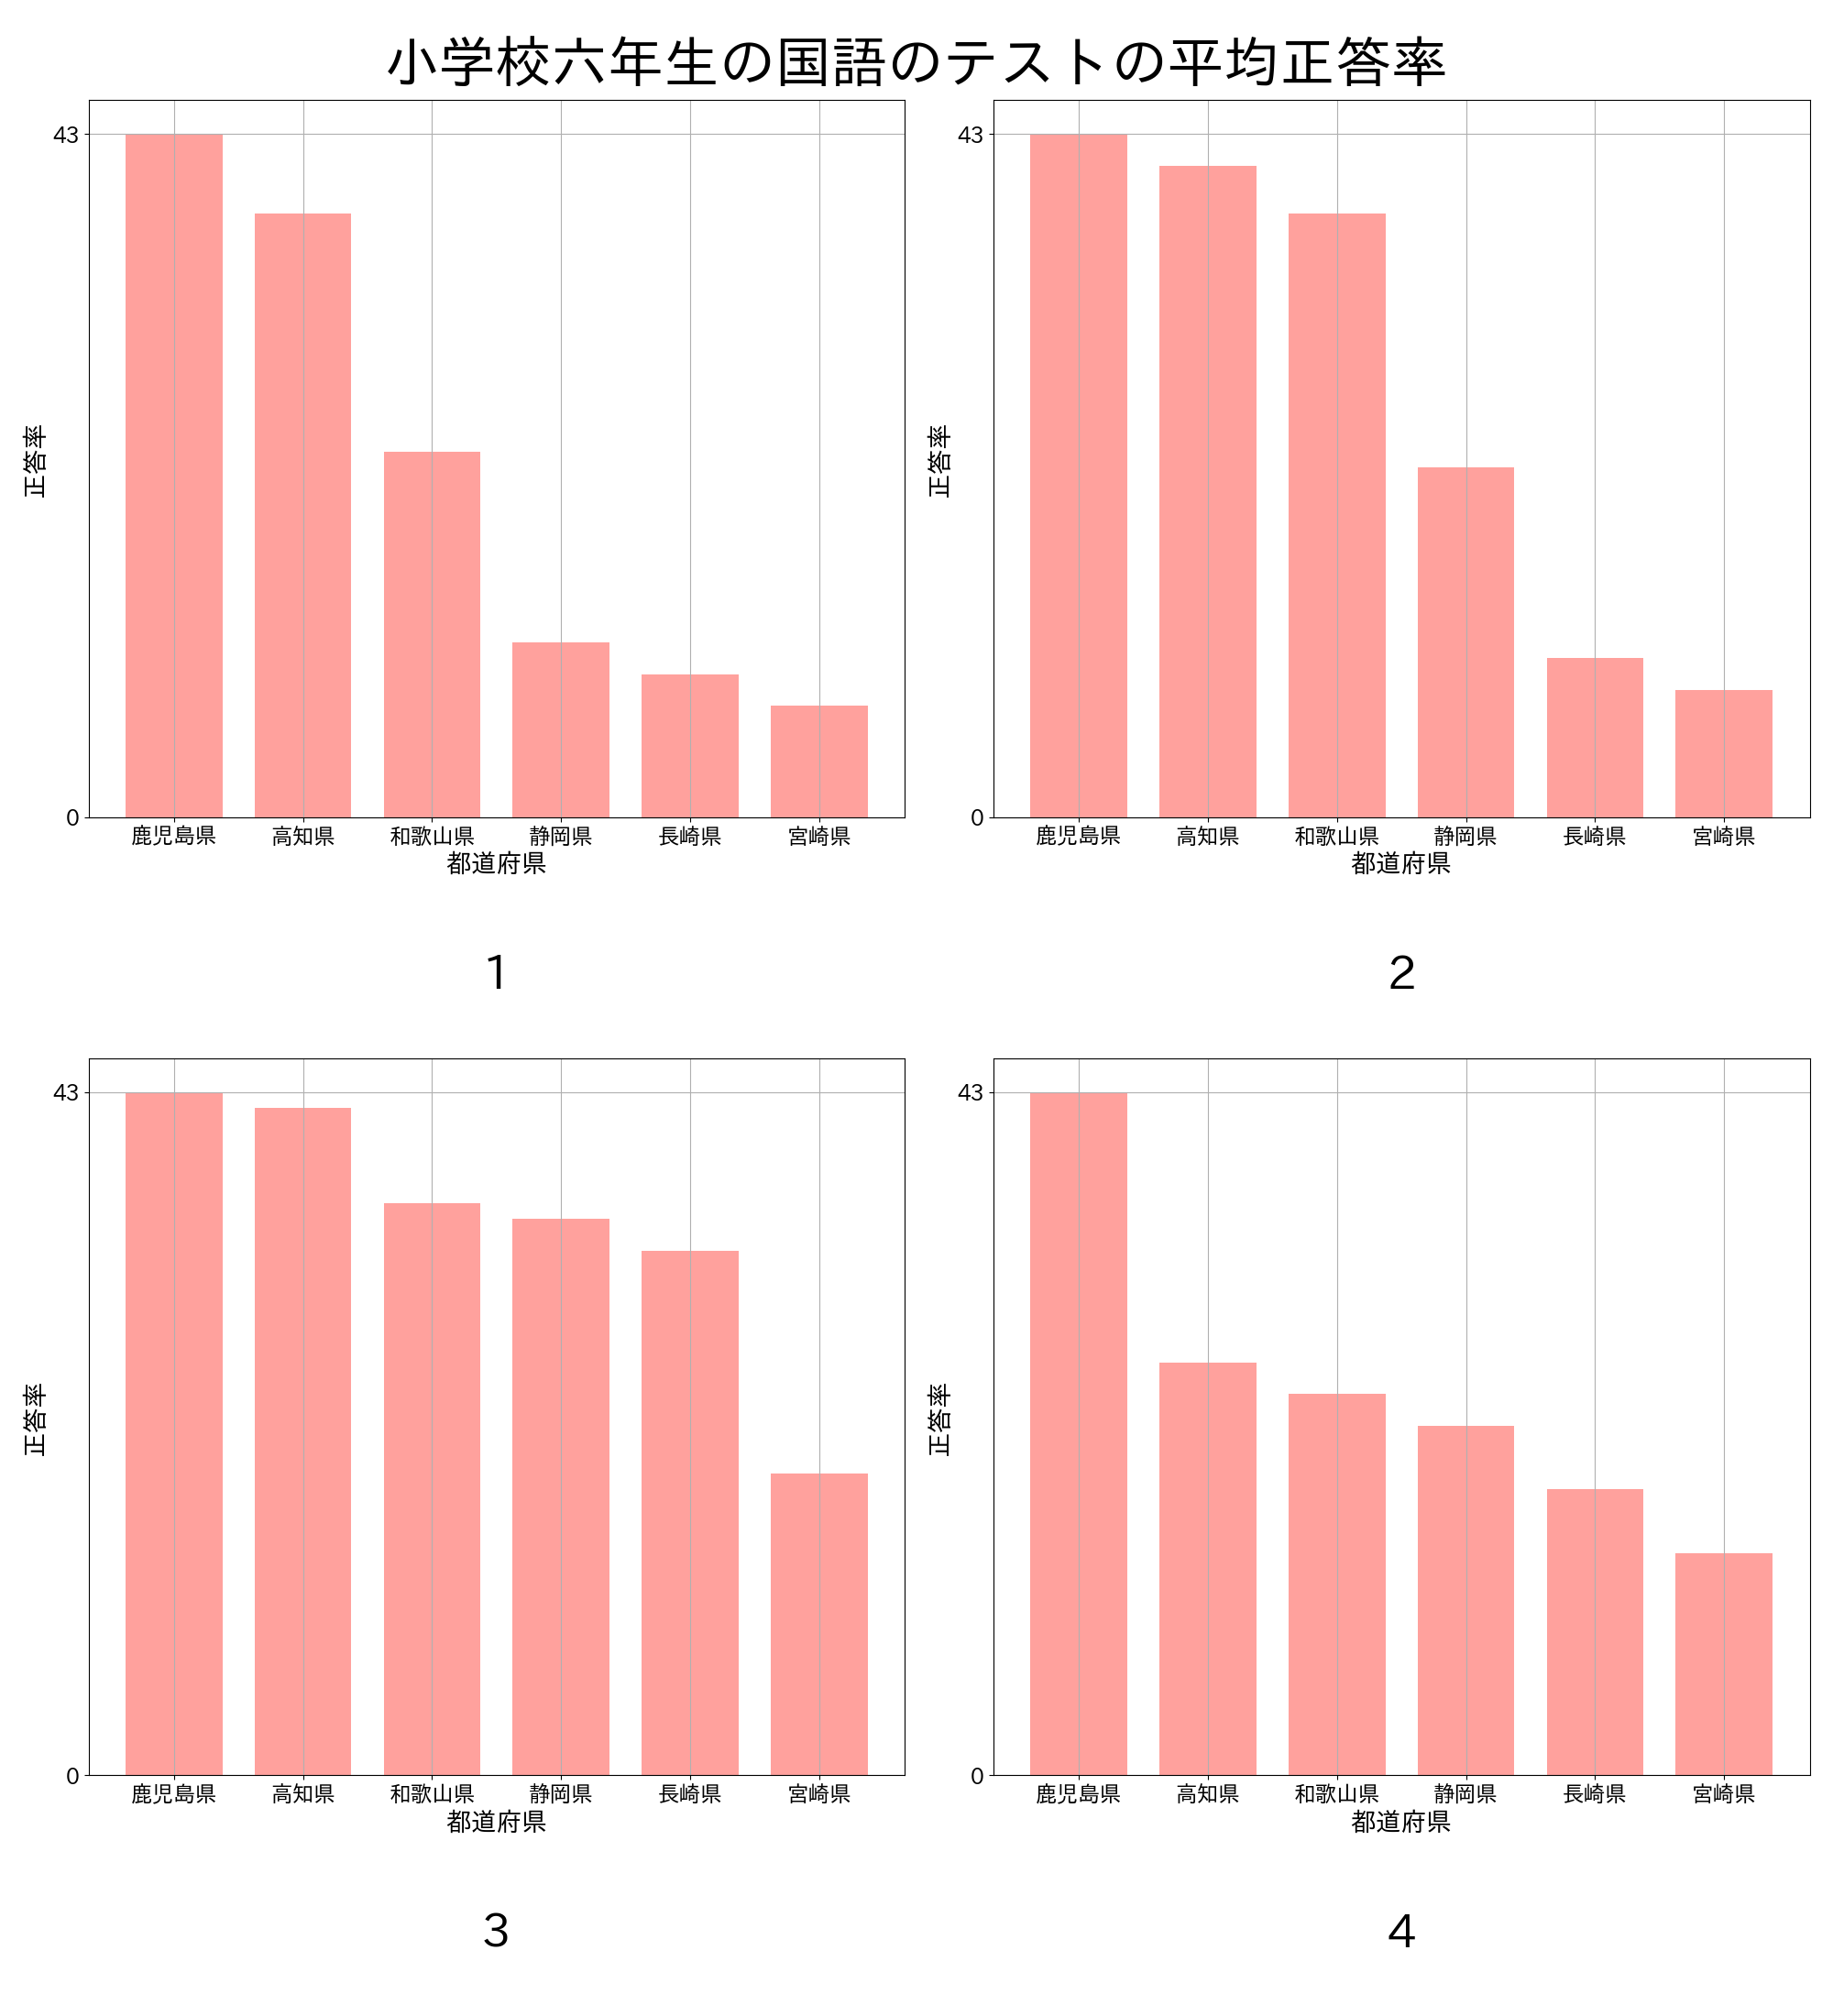 小学校六年生の国語のテストの平均正答率
43
0
正答率
鹿児島県 高知県 和歌山県 静岡県 長崎県 宮崎県
都道府県
1
43
0
正答率
鹿児島県 高知県 和歌山県 静岡県 長崎県 宮崎県
都道府県
2
43
0
正答率
鹿児島県 高知県 和歌山県 静岡県 長崎県 宮崎県
都道府県
3
43
0
正答率
鹿児島県 高知県 和歌山県 静岡県 長崎県 宮崎県
都道府県
4